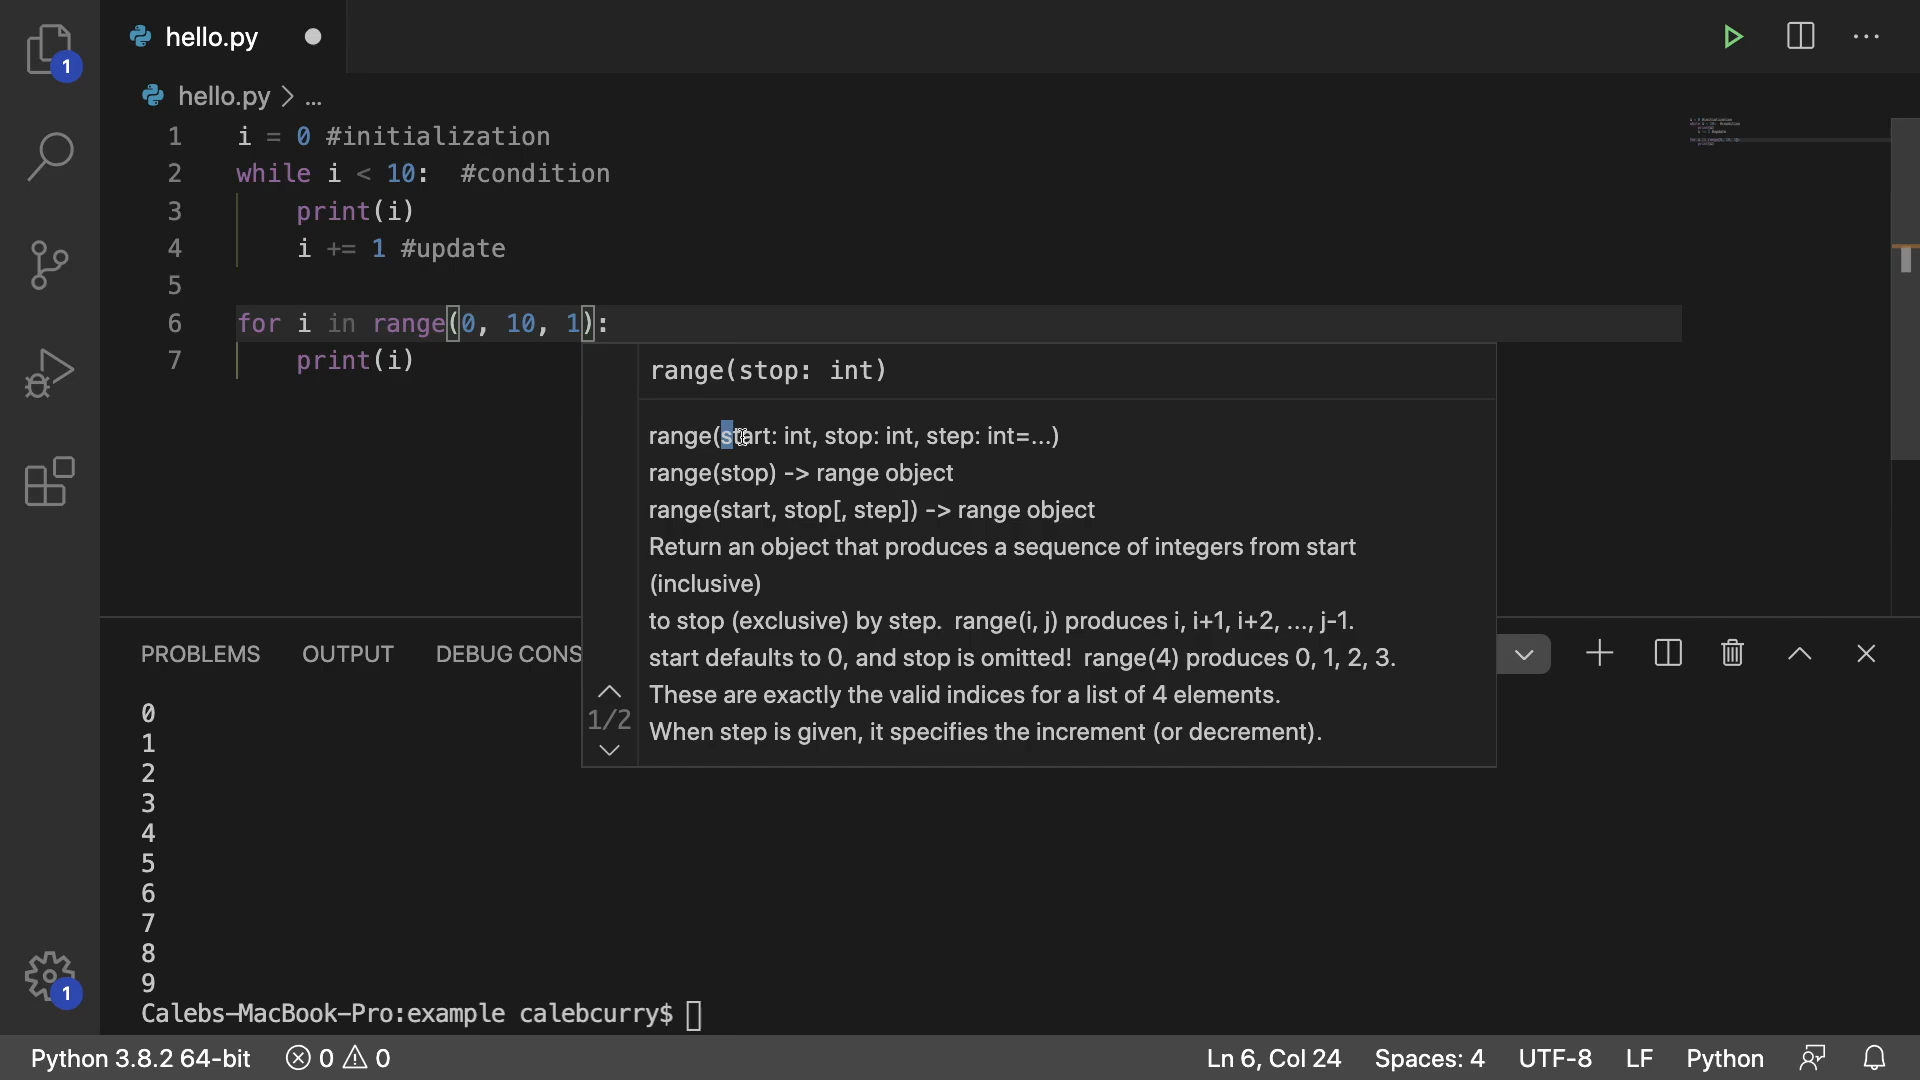 hello.py
hello.py > ...
1 i = 0 #initialization
2 while i < 10:  #condition
3     print(i)
4     i += 1 #update
5
6 for i in range(0, 10, 1):
7     print(i)
range(stop: int)
range(start: int, stop: int, step: int=...)
range(stop) -> range object
range(start, stop[, step]) -> range object
Return an object that produces a sequence of integers from start
(inclusive)
to stop (exclusive) by step.  range(i, j) produces i, i+1, i+2, ..., j-1.
start defaults to 0, and stop is omitted!  range(4) produces 0, 1, 2, 3.
These are exactly the valid indices for a list of 4 elements.
When step is given, it specifies the increment (or decrement).
1/2
PROBLEMS OUTPUT DEBUG CONS
0
1
2
3
4
5
6
7
8
9
Calebs-MacBook-Pro:example calebcurry$
1
1
Python 3.8.2 64-bit 0 0 Ln 6, Col 24 Spaces: 4 UTF-8 LF Python